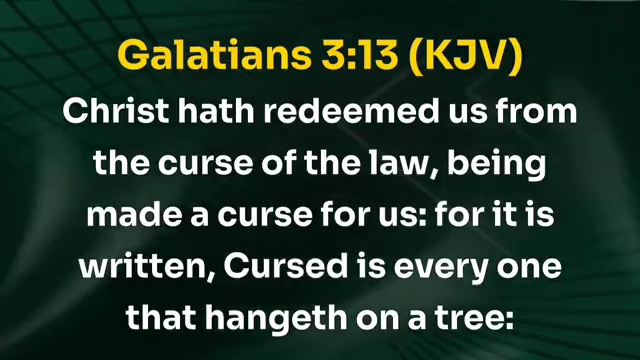 Galatians 3:13 (KJV)
Christ hath redeemed us from
the curse of the law, being
made a curse for us: for it is
written, Cursed is every one
that hangeth on a tree: